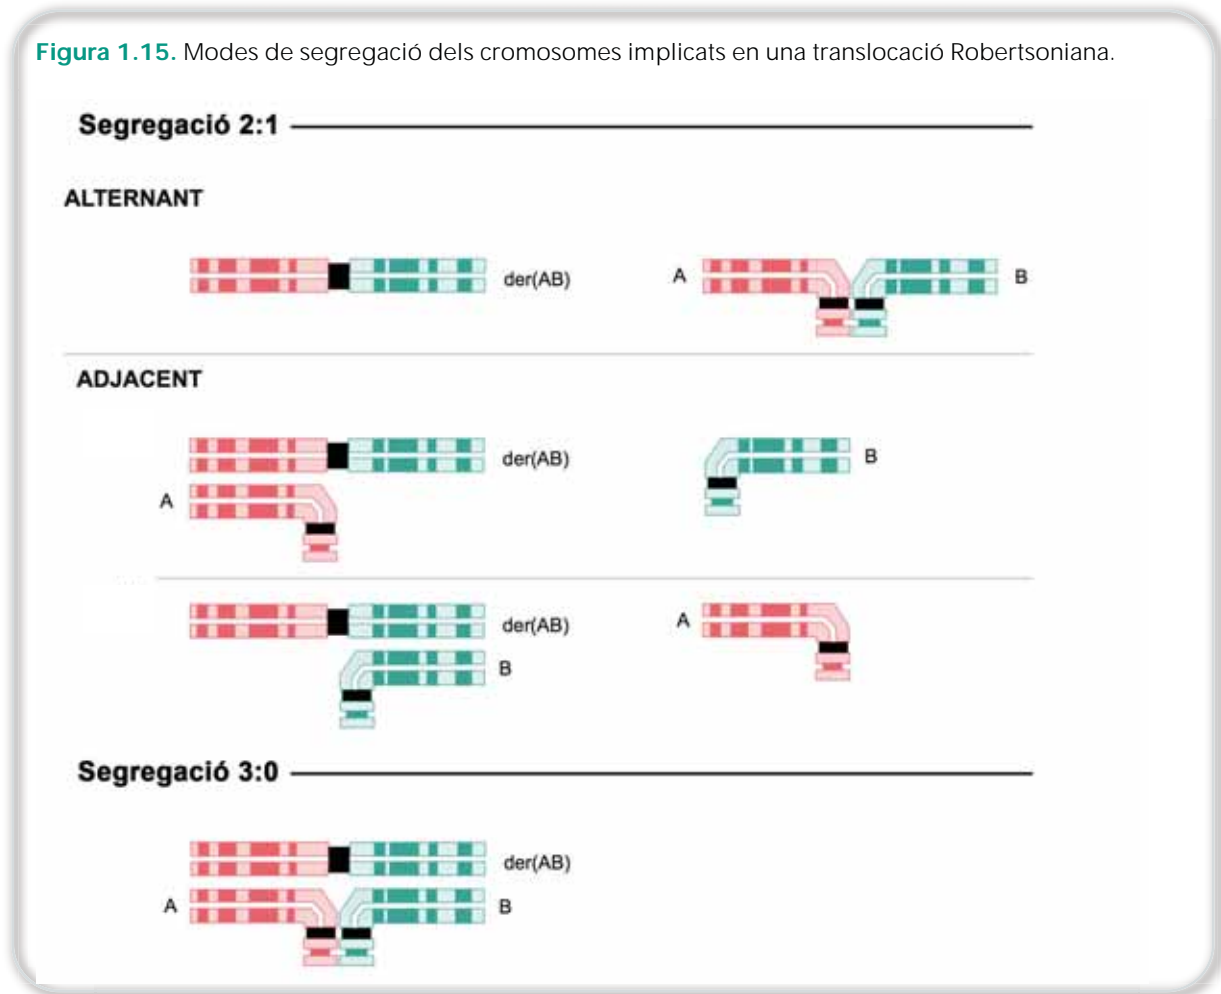 Figura 1.15. Modes de segregació dels cromosomes implicats en una translocació Robertsoniana.
Segregació 2:1
ALTERNANT
der(AB)
A
B
ADJACENT
der(AB)
B
A
der(AB)
A
B
Segregació 3:0
der(AB)
A
B